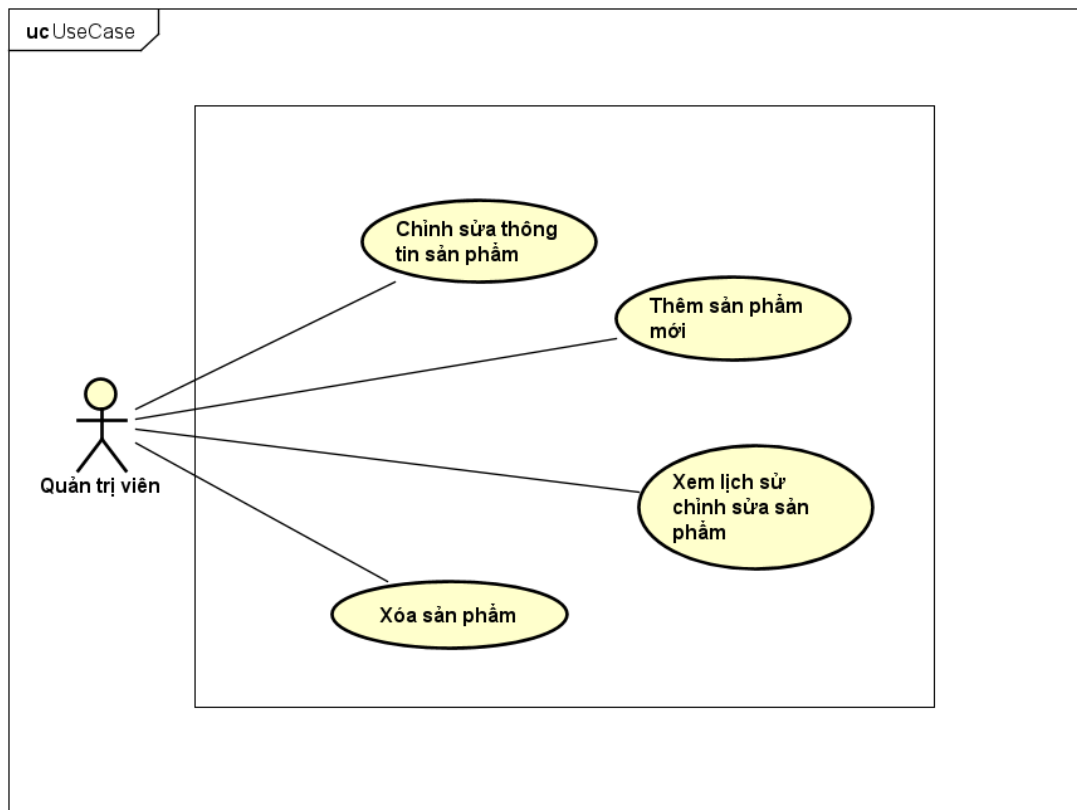 uc UseCase
Chỉnh sửa thông
tin sản phẩm
Thêm sản phẩm
mới
Quản trị viên
Xem lịch sử
chỉnh sửa sản
phẩm
Xóa sản phẩm